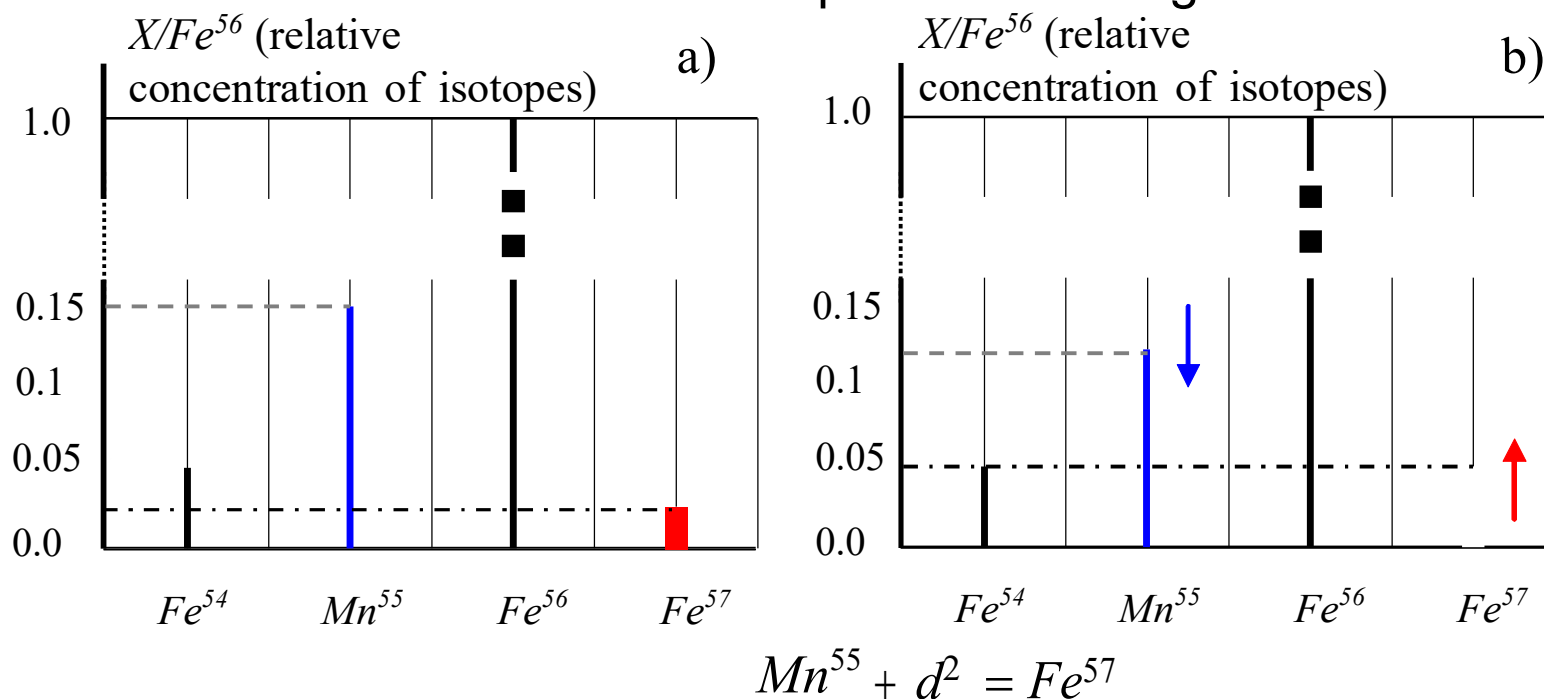 X/Fe⁵⁶ (relative
concentration of isotopes)
a)
1.0
0.15
0.1
0.05
0.0
Fe⁵⁴ Mn⁵⁵ Fe⁵⁶ Fe⁵⁷
X/Fe⁵⁶ (relative
concentration of isotopes)
b)
1.0
0.15
0.1
0.05
0.0
Fe⁵⁴ Mn⁵⁵ Fe⁵⁶ Fe⁵⁷
Mn⁵⁵ + d² = Fe⁵⁷